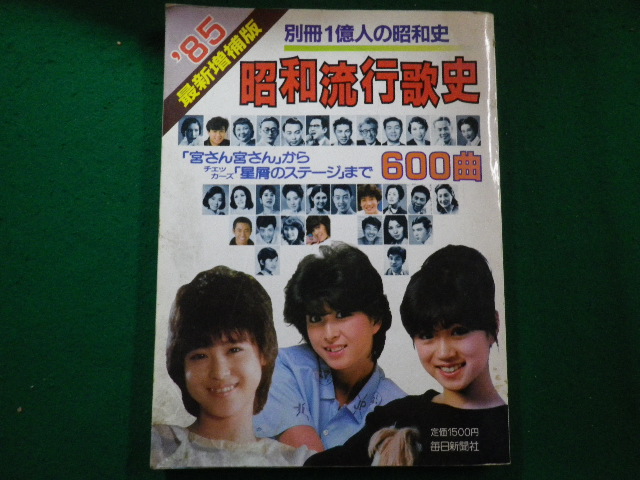 '85
最新増補版
別冊1億人の昭和史
昭和流行歌史
「宮さん宮さん」から
チェッカーズ「星屑のステージ」まで
600曲
定価1500円
毎日新聞社